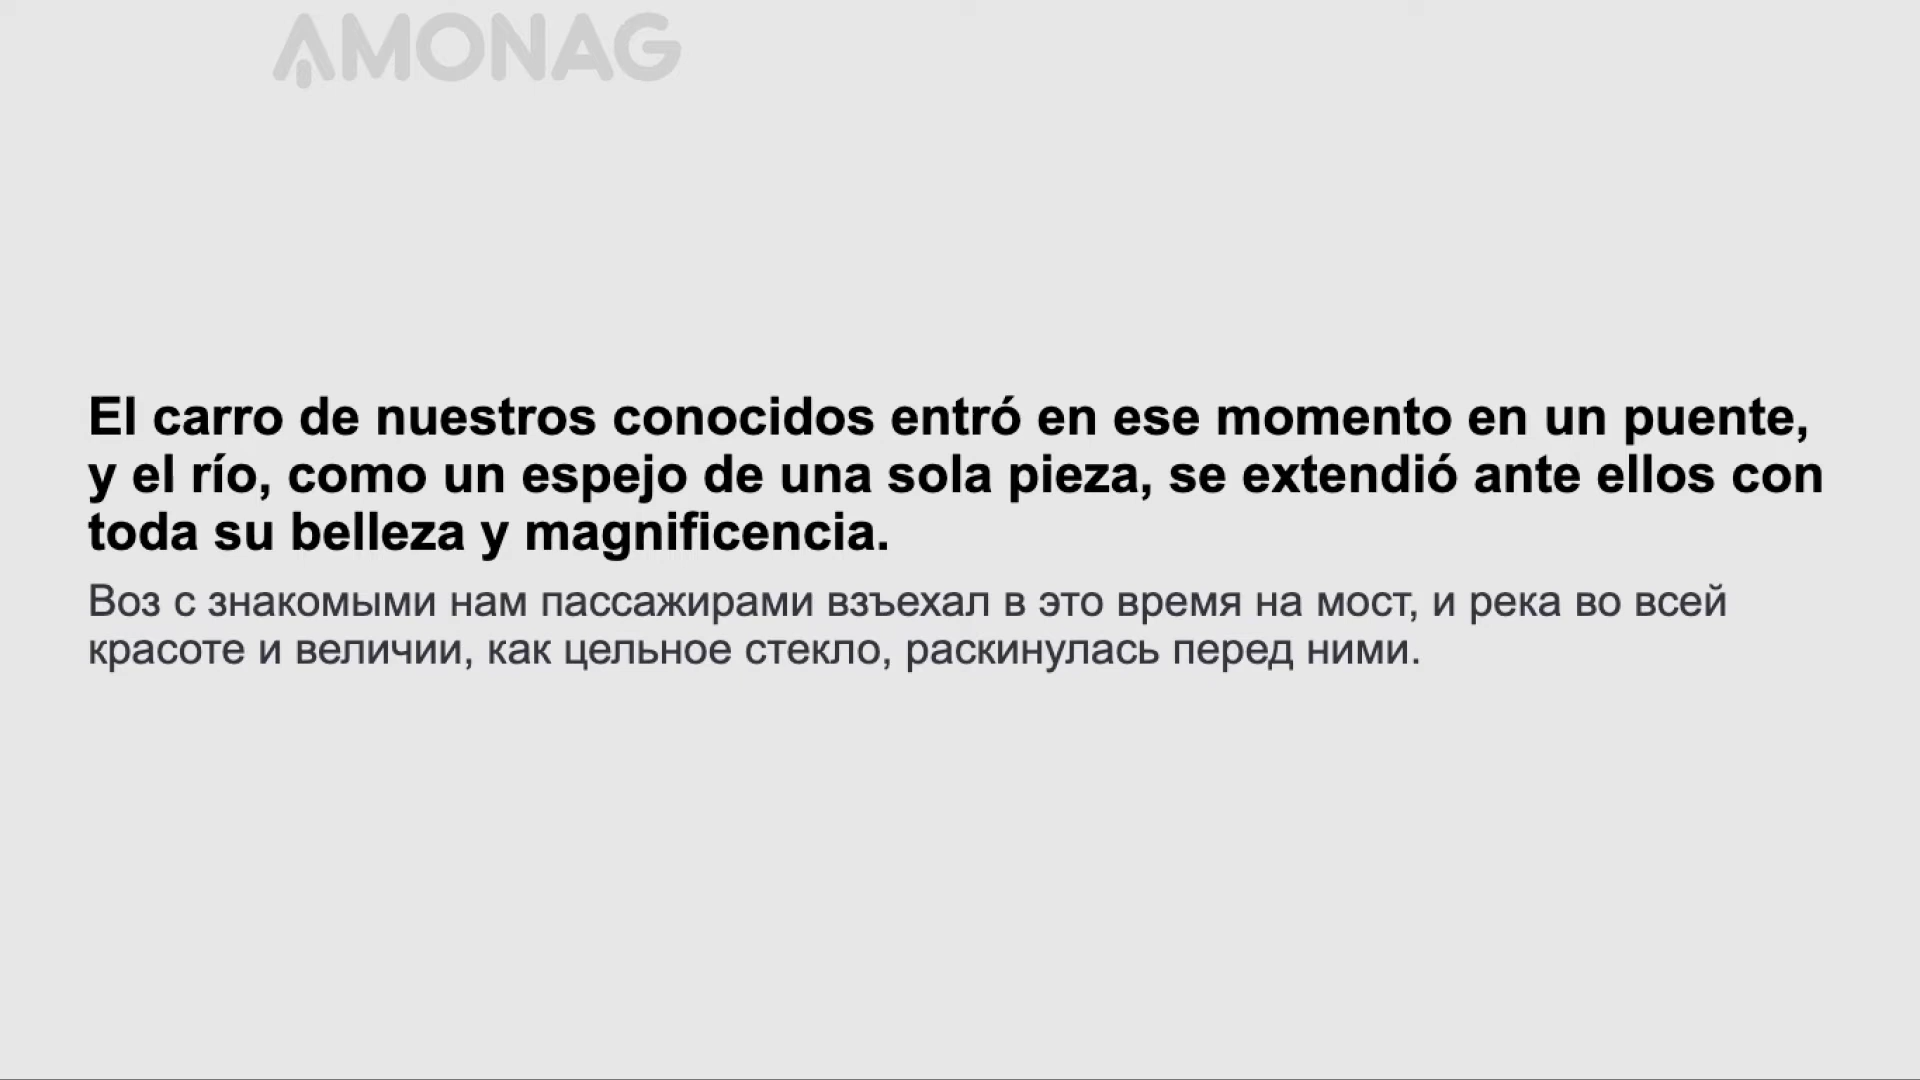 AMONAG
El carro de nuestros conocidos entró en ese momento en un puente,
y el río, como un espejo de una sola pieza, se extendió ante ellos con
toda su belleza y magnificencia.
Воз с знакомыми нам пассажирами взъехал в это время на мост, и река во всей
красоте и величии, как цельное стекло, раскинулась перед ними.